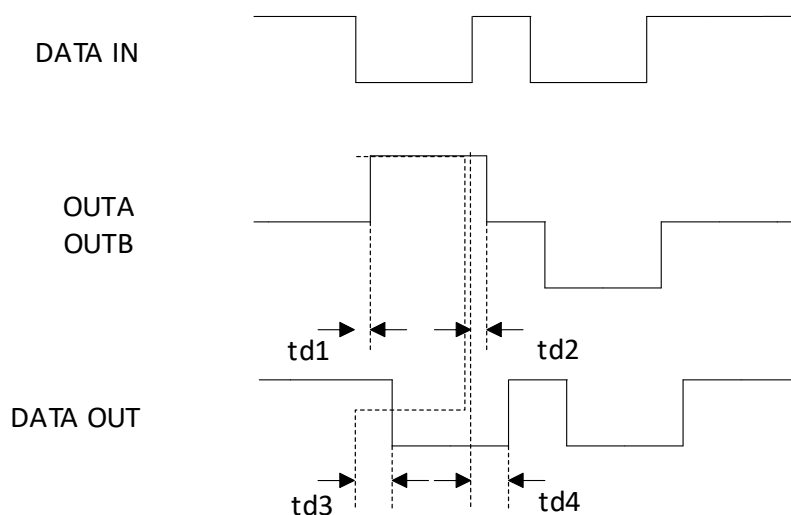 DATA IN
OUTA
OUTB
td1
td2
DATA OUT
td3
td4